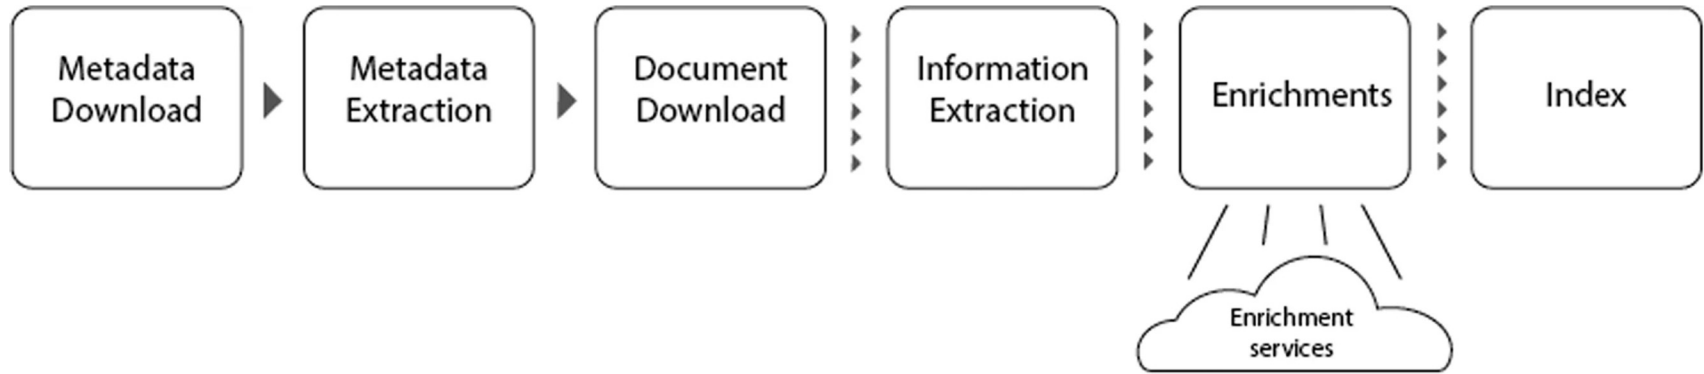 Metadata
Download
Metadata
Extraction
Document
Download
Information
Extraction
Enrichments
Index
Enrichment
services